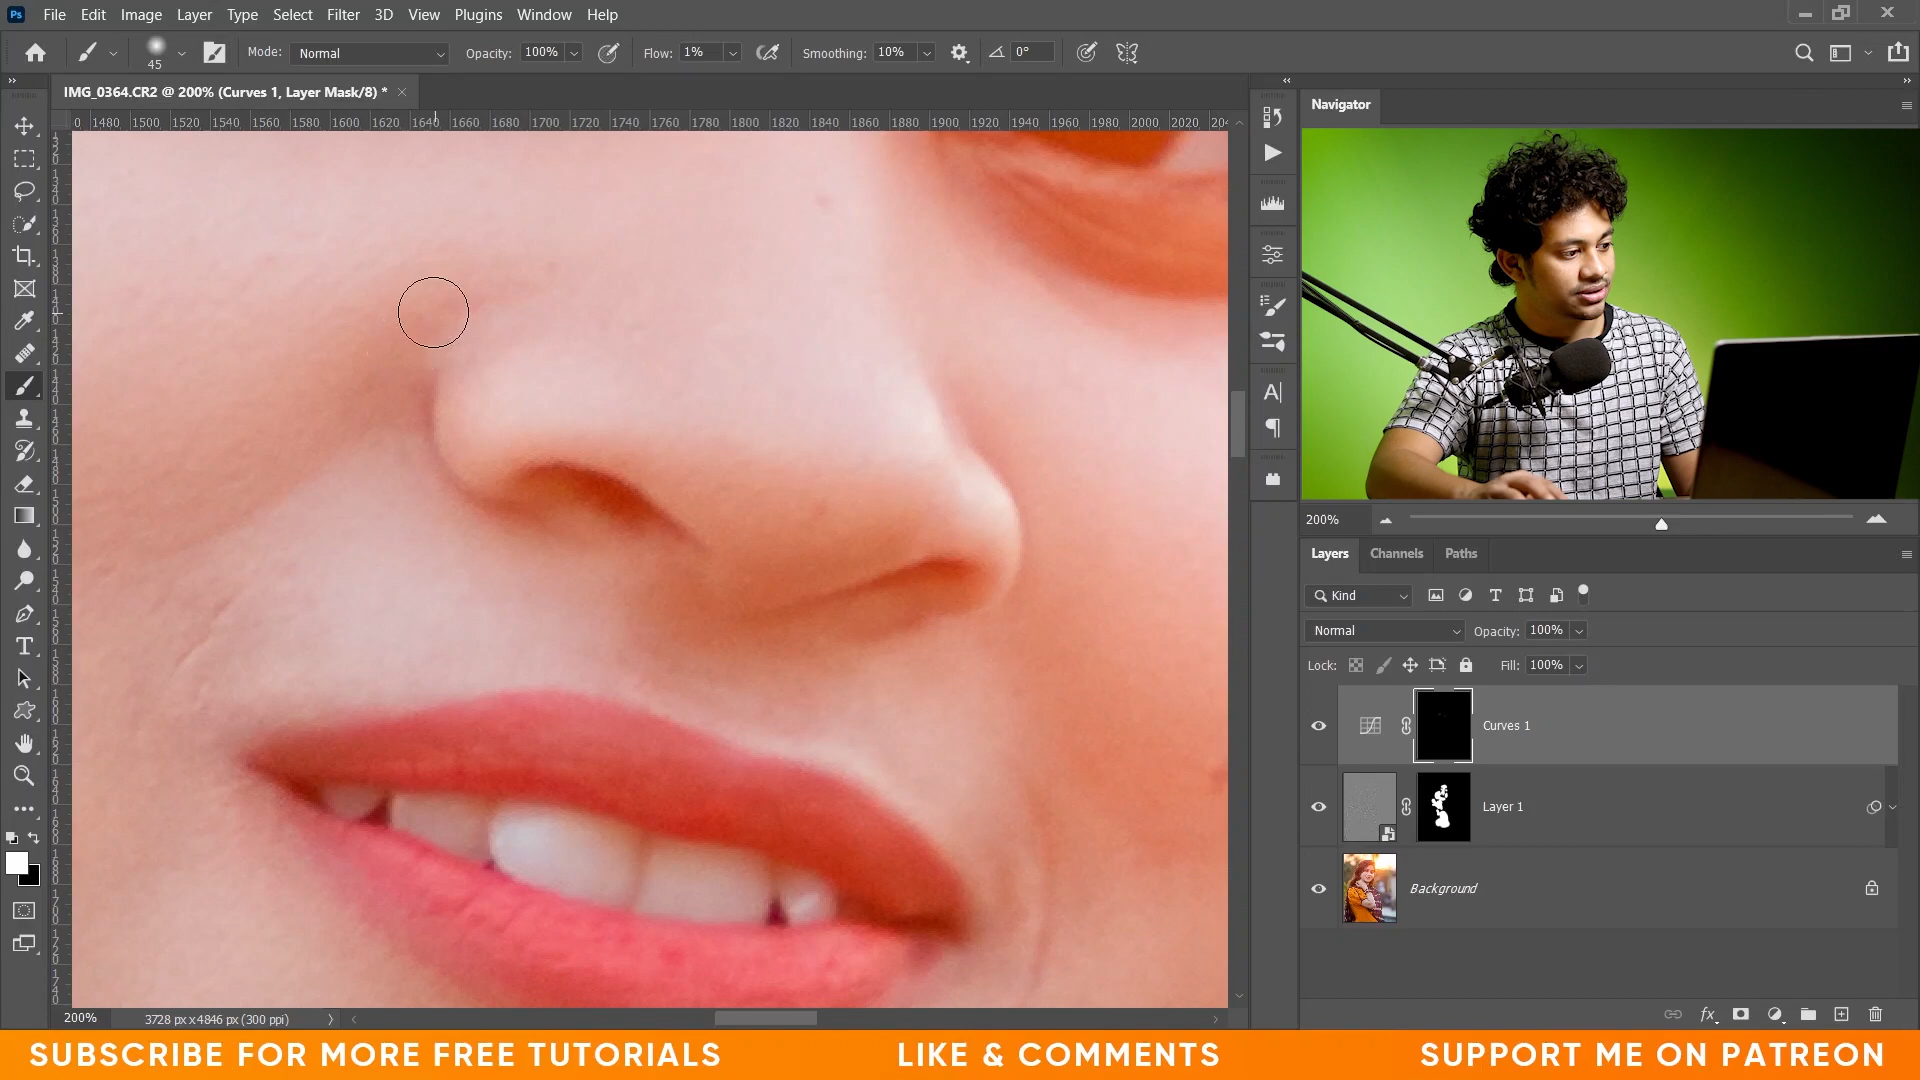 File Edit Image Layer Type Select Filter 3D View Plugins Window Help
45 Mode: Normal Opacity: 100% Flow: 1% Smoothing: 10% 0°
IMG_0364.CR2 @ 200% (Curves 1, Layer Mask/8) * ×
0 1480 1500 1520 1540 1560 1580 1600 1620 1640 1660 1680 1700 1720 1740 1760 1780 1800 1820 1840 1860 1880 1900 1920 1940 1960 1980 2000 2020 204
Navigator
200%
Layers Channels Paths
Kind
Normal Opacity: 100%
Lock: Fill: 100%
Curves 1
Layer 1
Background
200% 3728 px x 4846 px (300 ppi)
SUBSCRIBE FOR MORE FREE TUTORIALS LIKE & COMMENTS SUPPORT ME ON PATREON